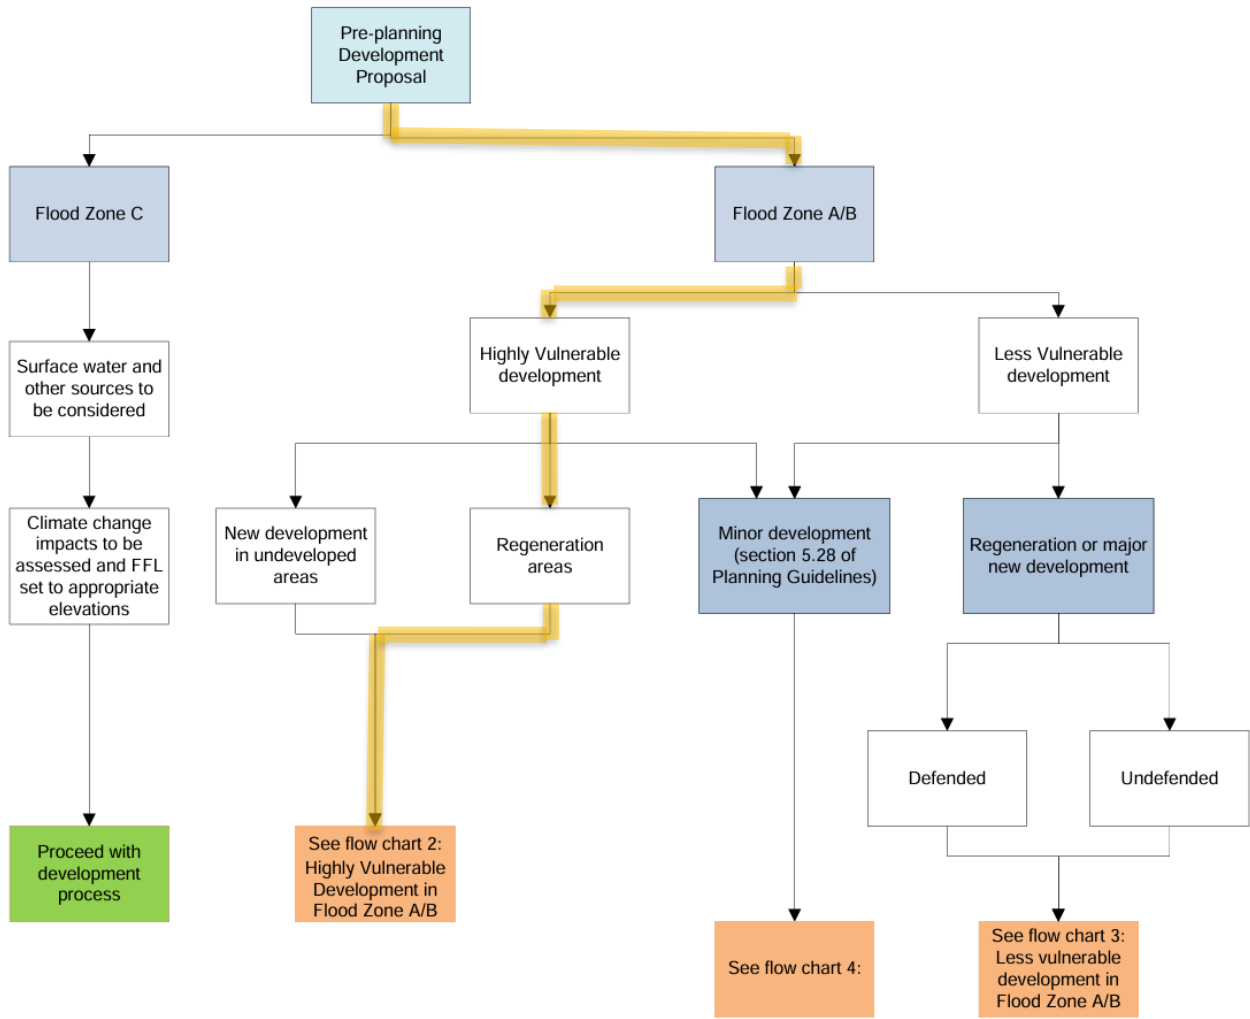 Pre-planning
Development
Proposal
Flood Zone C
Flood Zone A/B
Highly Vulnerable
development
Less Vulnerable
development
Surface water and
other sources to
be considered
Climate change
impacts to be
assessed and FFL
set to appropriate
elevations
New development
in undeveloped
areas
Regeneration
areas
Minor development
(section 5.28 of
Planning Guidelines)
Regeneration or major
new development
Defended
Undefended
Proceed with
development
process
See flow chart 2:
Highly Vulnerable
Development in
Flood Zone A/B
See flow chart 4:
See flow chart 3:
Less vulnerable
development in
Flood Zone A/B